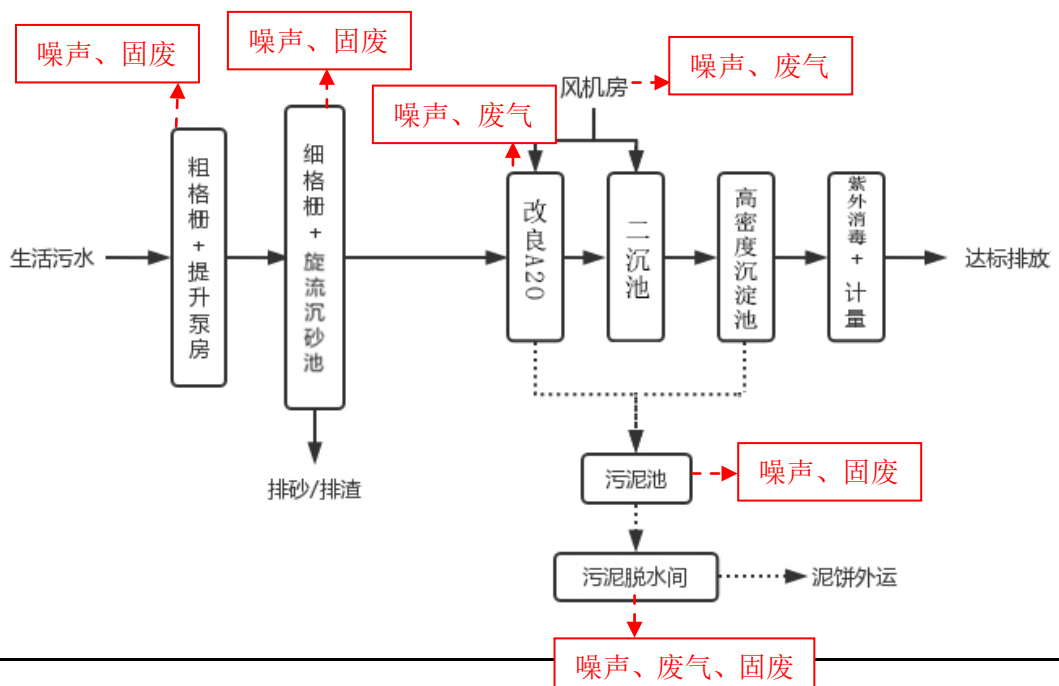 噪声、固废
噪声、固废
噪声、废气
风机房
噪声、废气
生活污水
粗格栅+提升泵房
细格栅+旋流沉砂池
改良A2O
二沉池
高密度沉淀池
紫外消毒+计量
达标排放
排砂/排渣
污泥池
噪声、固废
污泥脱水间
泥饼外运
噪声、废气、固废